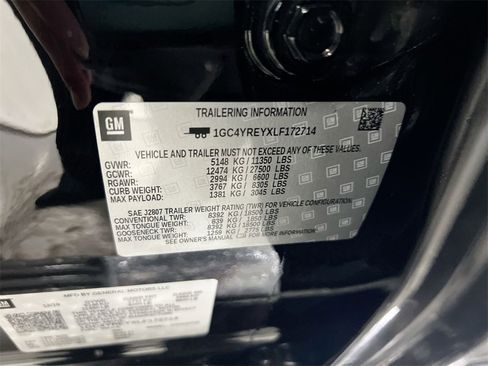 GM
TRAILERING INFORMATION
1GC4YREYXLF172714
VEHICLE AND TRAILER MUST NOT EXCEED ANY OF THESE VALUES:
GVWR: 5148 KG / 11350 LBS
GCWR: 12474 KG / 27500 LBS
RGAWR: 2994 KG / 6600 LBS
CURB WEIGHT: 3767 KG / 8305 LBS
MAX PAYLOAD: 1381 KG / 3045 LBS
SAE J2807 TRAILER WEIGHT RATING (TWR) FOR VEHICLE CONFIGURATION:
CONVENTIONAL TWR: 8392 KG / 18500 LBS
MAX TONGUE WEIGHT: 839 KG / 1850 LBS
GOOSENECK TWR: 8392 KG / 18500 LBS
MAX TONGUE WEIGHT: 1259 KG / 2775 LBS
SEE OWNER'S MANUAL FOR MORE INFORMATION
GM
MFD BY GENERAL MOTORS LLC